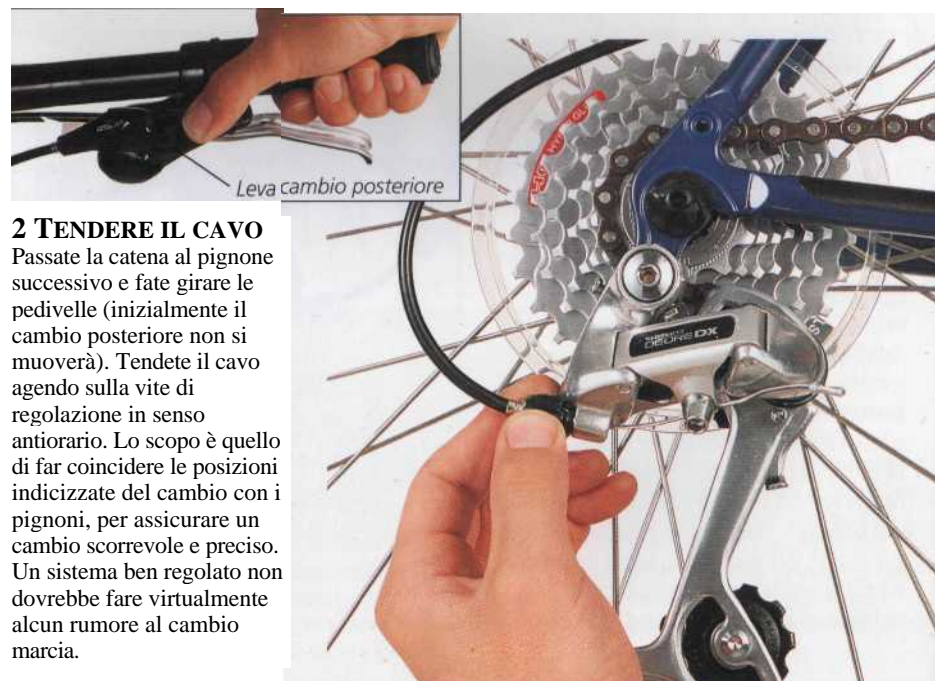 Leva cambio posteriore
2 TENDERE IL CAVO
Passate la catena al pignone
successivo e fate girare le
pedivelle (inizialmente il
cambio posteriore non si
muoverà). Tendete il cavo
agendo sulla vite di
regolazione in senso
antiorario. Lo scopo è quello
di far coincidere le posizioni
indicizzate del cambio con i
pignoni, per assicurare un
cambio scorrevole e preciso.
Un sistema ben regolato non
dovrebbe fare virtualmente
alcun rumore al cambio
marcia.
HY
GL
SHIMANO
DEORE DX